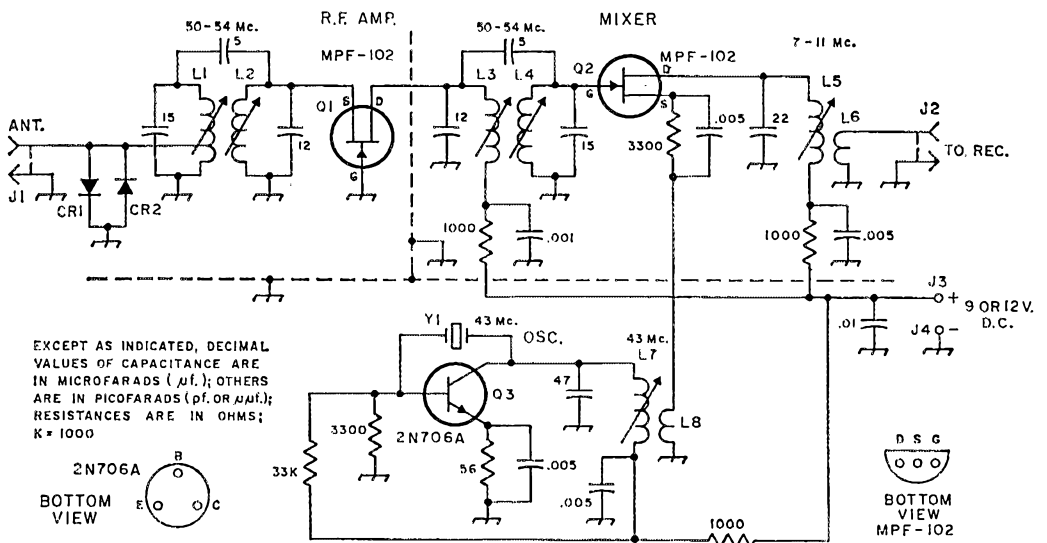 R.F. AMP.
MIXER
50-54 Mc.
5
MPF-102
50-54 Mc.
5
MPF-102
7-11 Mc.
L1
L2
Q1
S
D
G
L3
L4
Q2
G
D
S
L5
L6
J2
ANT.
15
12
12
15
3300
.005
22
TO REC.
J1
CR1
CR2
1000
.001
1000
.005
J3
+
9 OR 12 V.
D.C.
.01
J4
-
Y1
43 Mc.
OSC.
43 Mc.
L7
EXCEPT AS INDICATED, DECIMAL
VALUES OF CAPACITANCE ARE
IN MICROFARADS (µf.); OTHERS
ARE IN PICOFARADS (pf. OR µµf.);
RESISTANCES ARE IN OHMS;
K = 1000
Q3
47
L8
3300
2N706A
33K
56
.005
.005
1000
2N706A
B
E
C
BOTTOM
VIEW
D S G
BOTTOM
VIEW
MPF-102